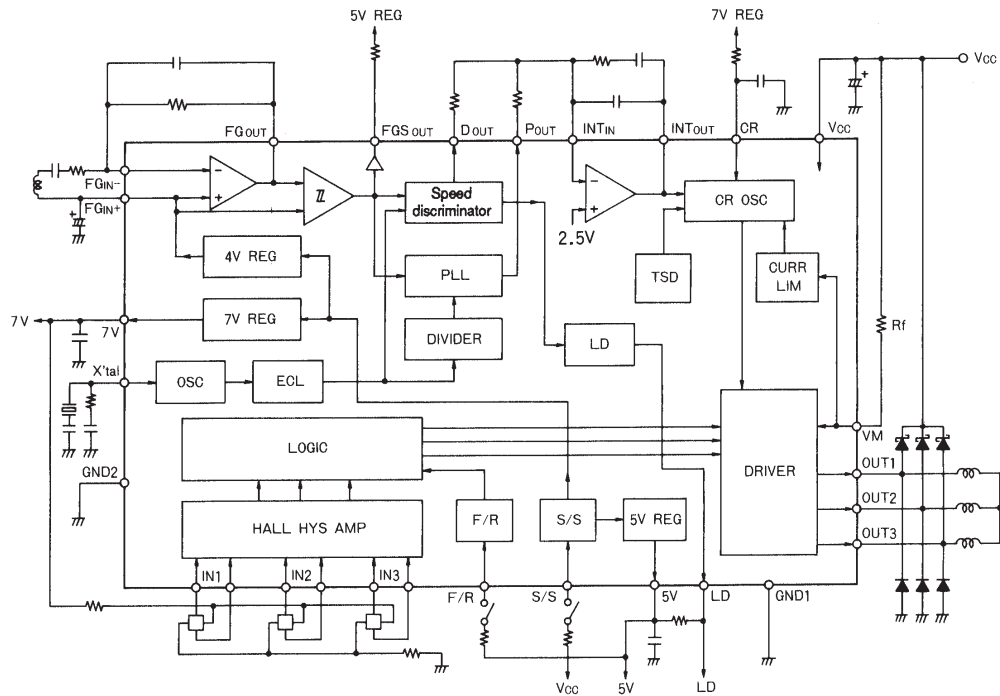 5V REG
7V REG
VCC
FGOUT
FGS OUT
DOUT
POUT
INTIN
INTOUT
CR
VCC
FGIN-
FGIN+
Speed
discriminator
2.5V
CR OSC
4V REG
PLL
TSD
CURR
LIM
7V
7V
7V REG
DIVIDER
LD
Rf
X'tal
OSC
ECL
VM
LOGIC
DRIVER
OUT1
GND2
OUT2
HALL HYS AMP
F/R
S/S
5V REG
OUT3
IN1
IN2
IN3
F/R
S/S
5V
LD
GND1
VCC
5V
LD